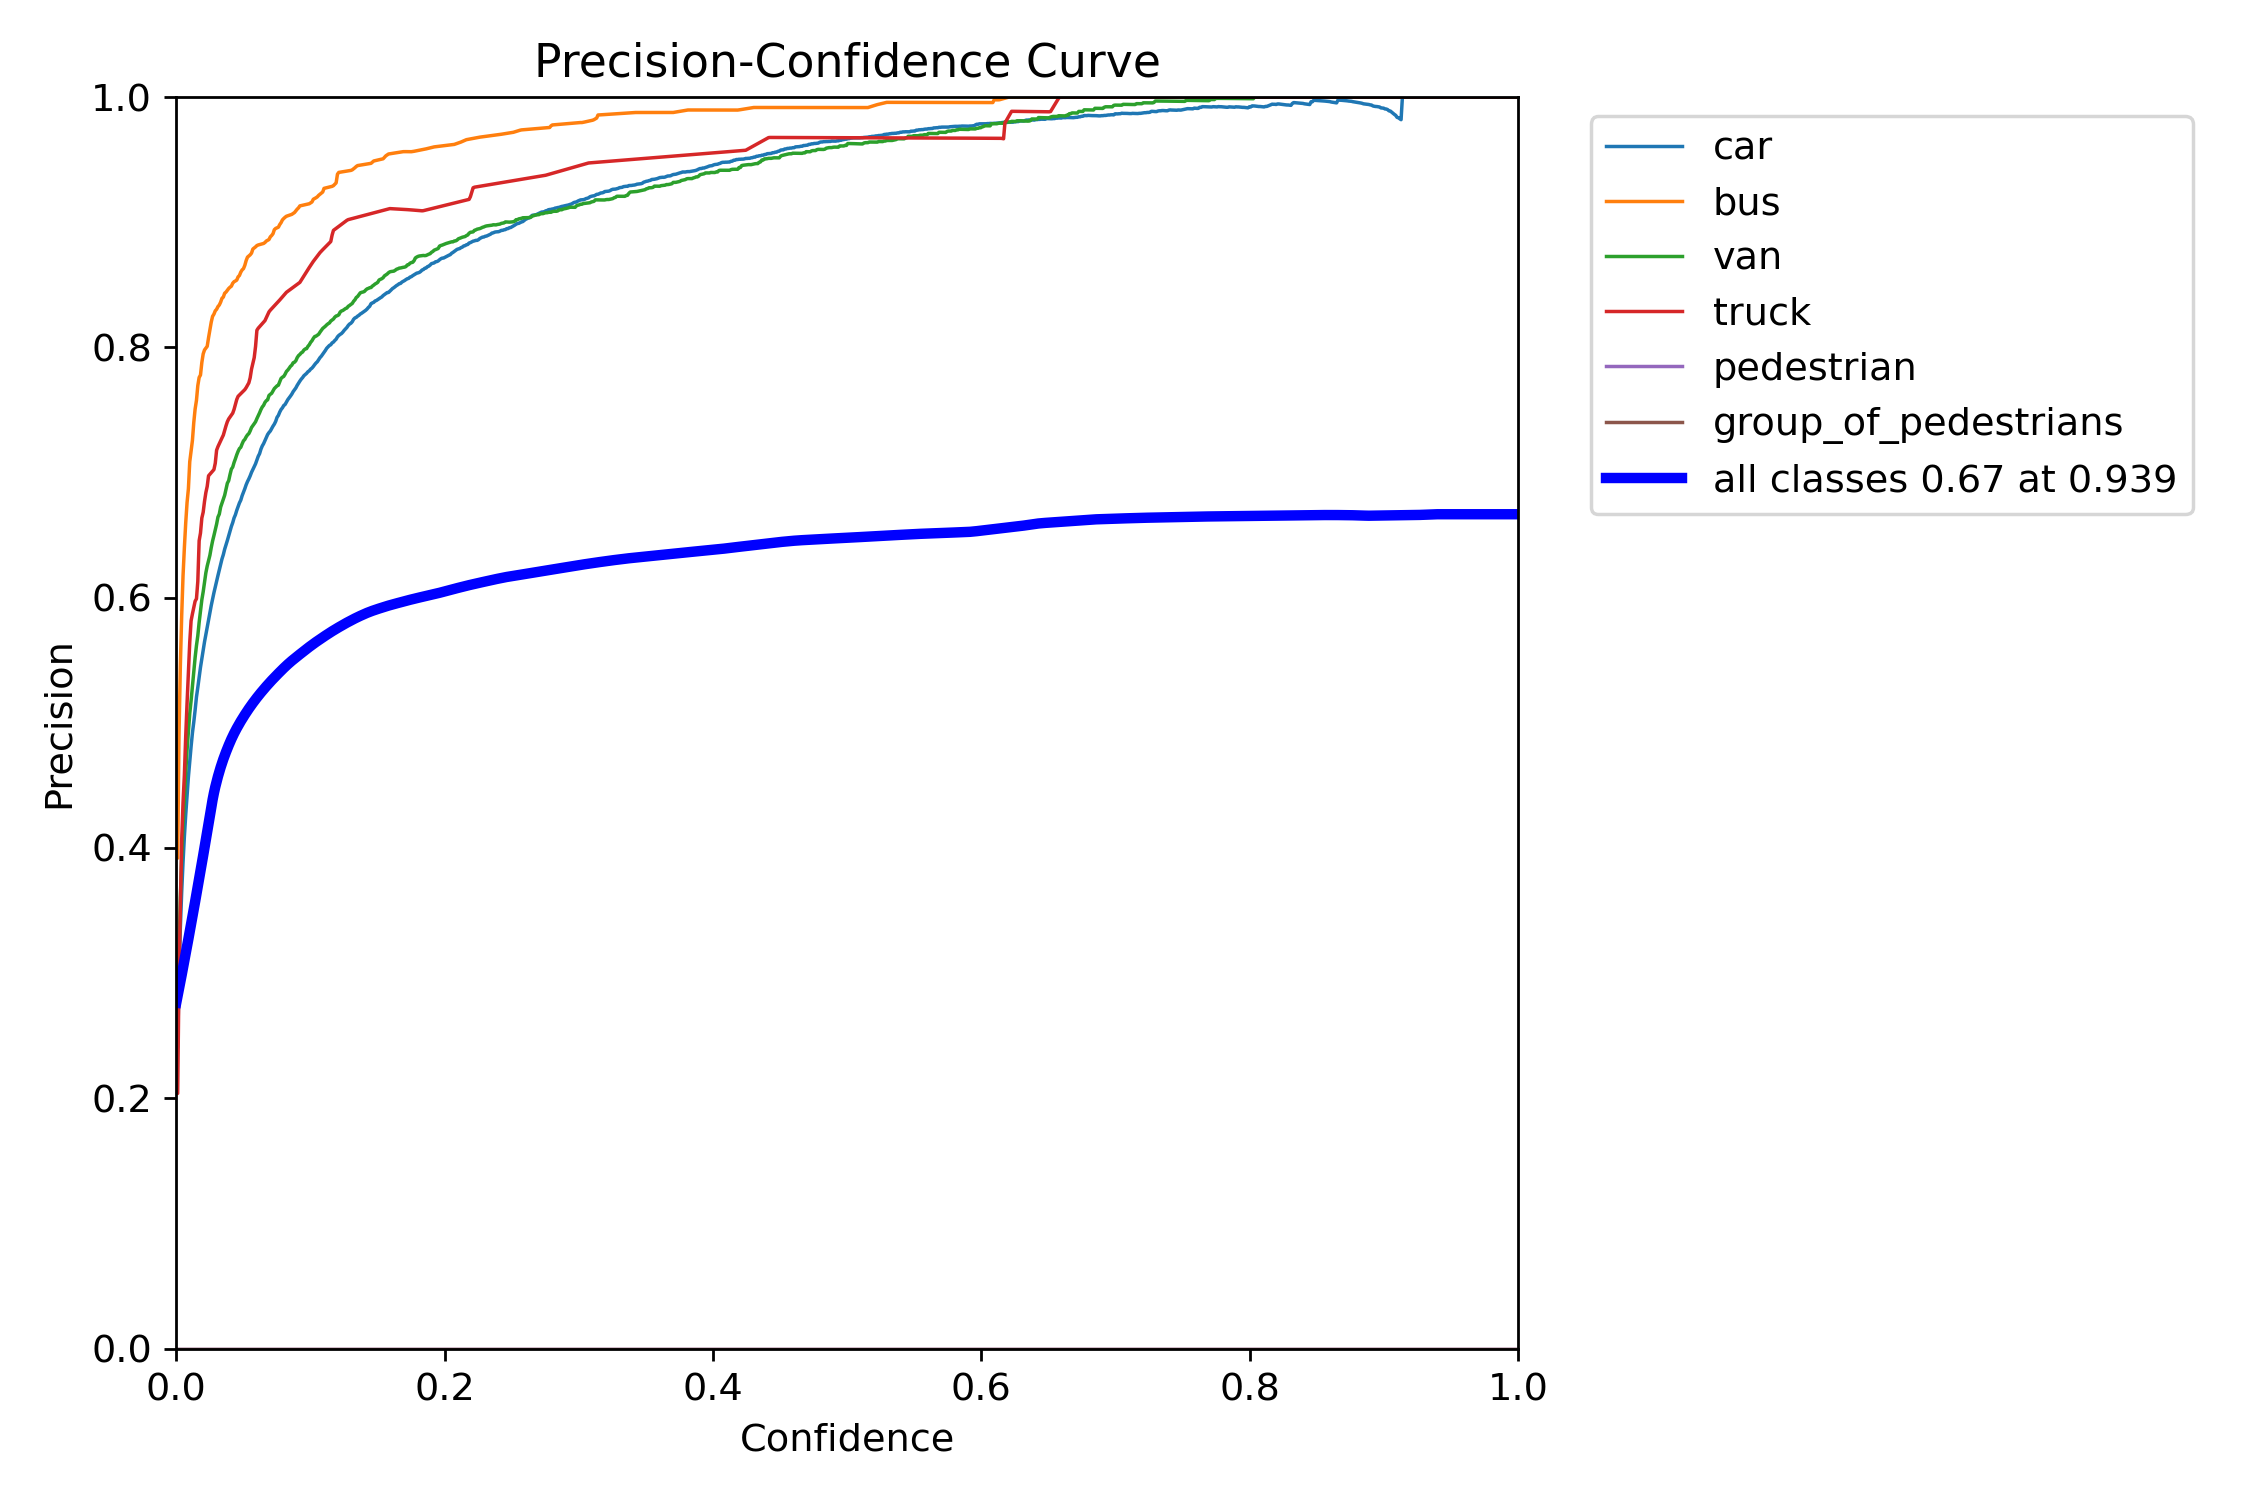 Precision-Confidence Curve
1.0
0.8
0.6
0.4
0.2
0.0
Precision
0.0 0.2 0.4 0.6 0.8 1.0
Confidence
car
bus
van
truck
pedestrian
group_of_pedestrians
all classes 0.67 at 0.939